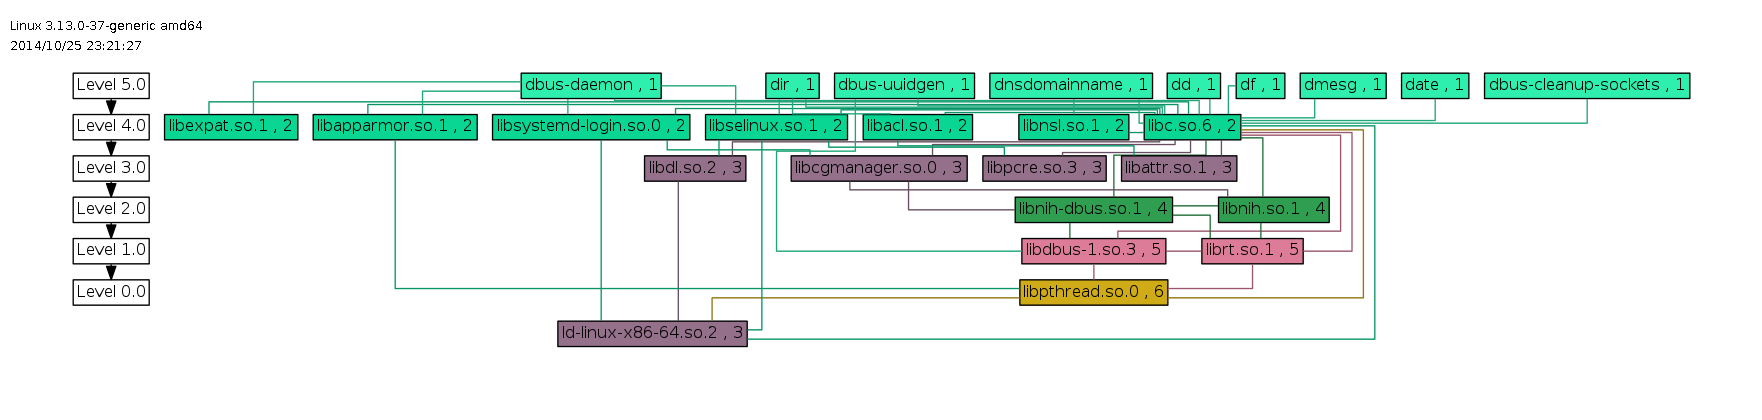 Linux 3.13.0-37-generic amd64
2014/10/25 23:21:27
Level 5.0
dbus-daemon , 1
dir , 1
dbus-uuidgen , 1
dnsdomainname , 1
dd , 1
df , 1
dmesg , 1
date , 1
dbus-cleanup-sockets , 1
Level 4.0
libexpat.so.1 , 2
libapparmor.so.1 , 2
libsystemd-login.so.0 , 2
libselinux.so.1 , 2
libacl.so.1 , 2
libnsl.so.1 , 2
libc.so.6 , 2
Level 3.0
libdl.so.2 , 3
libcgmanager.so.0 , 3
libpcre.so.3 , 3
libattr.so.1 , 3
Level 2.0
libnih-dbus.so.1 , 4
libnih.so.1 , 4
Level 1.0
libdbus-1.so.3 , 5
librt.so.1 , 5
Level 0.0
libpthread.so.0 , 6
ld-linux-x86-64.so.2 , 3